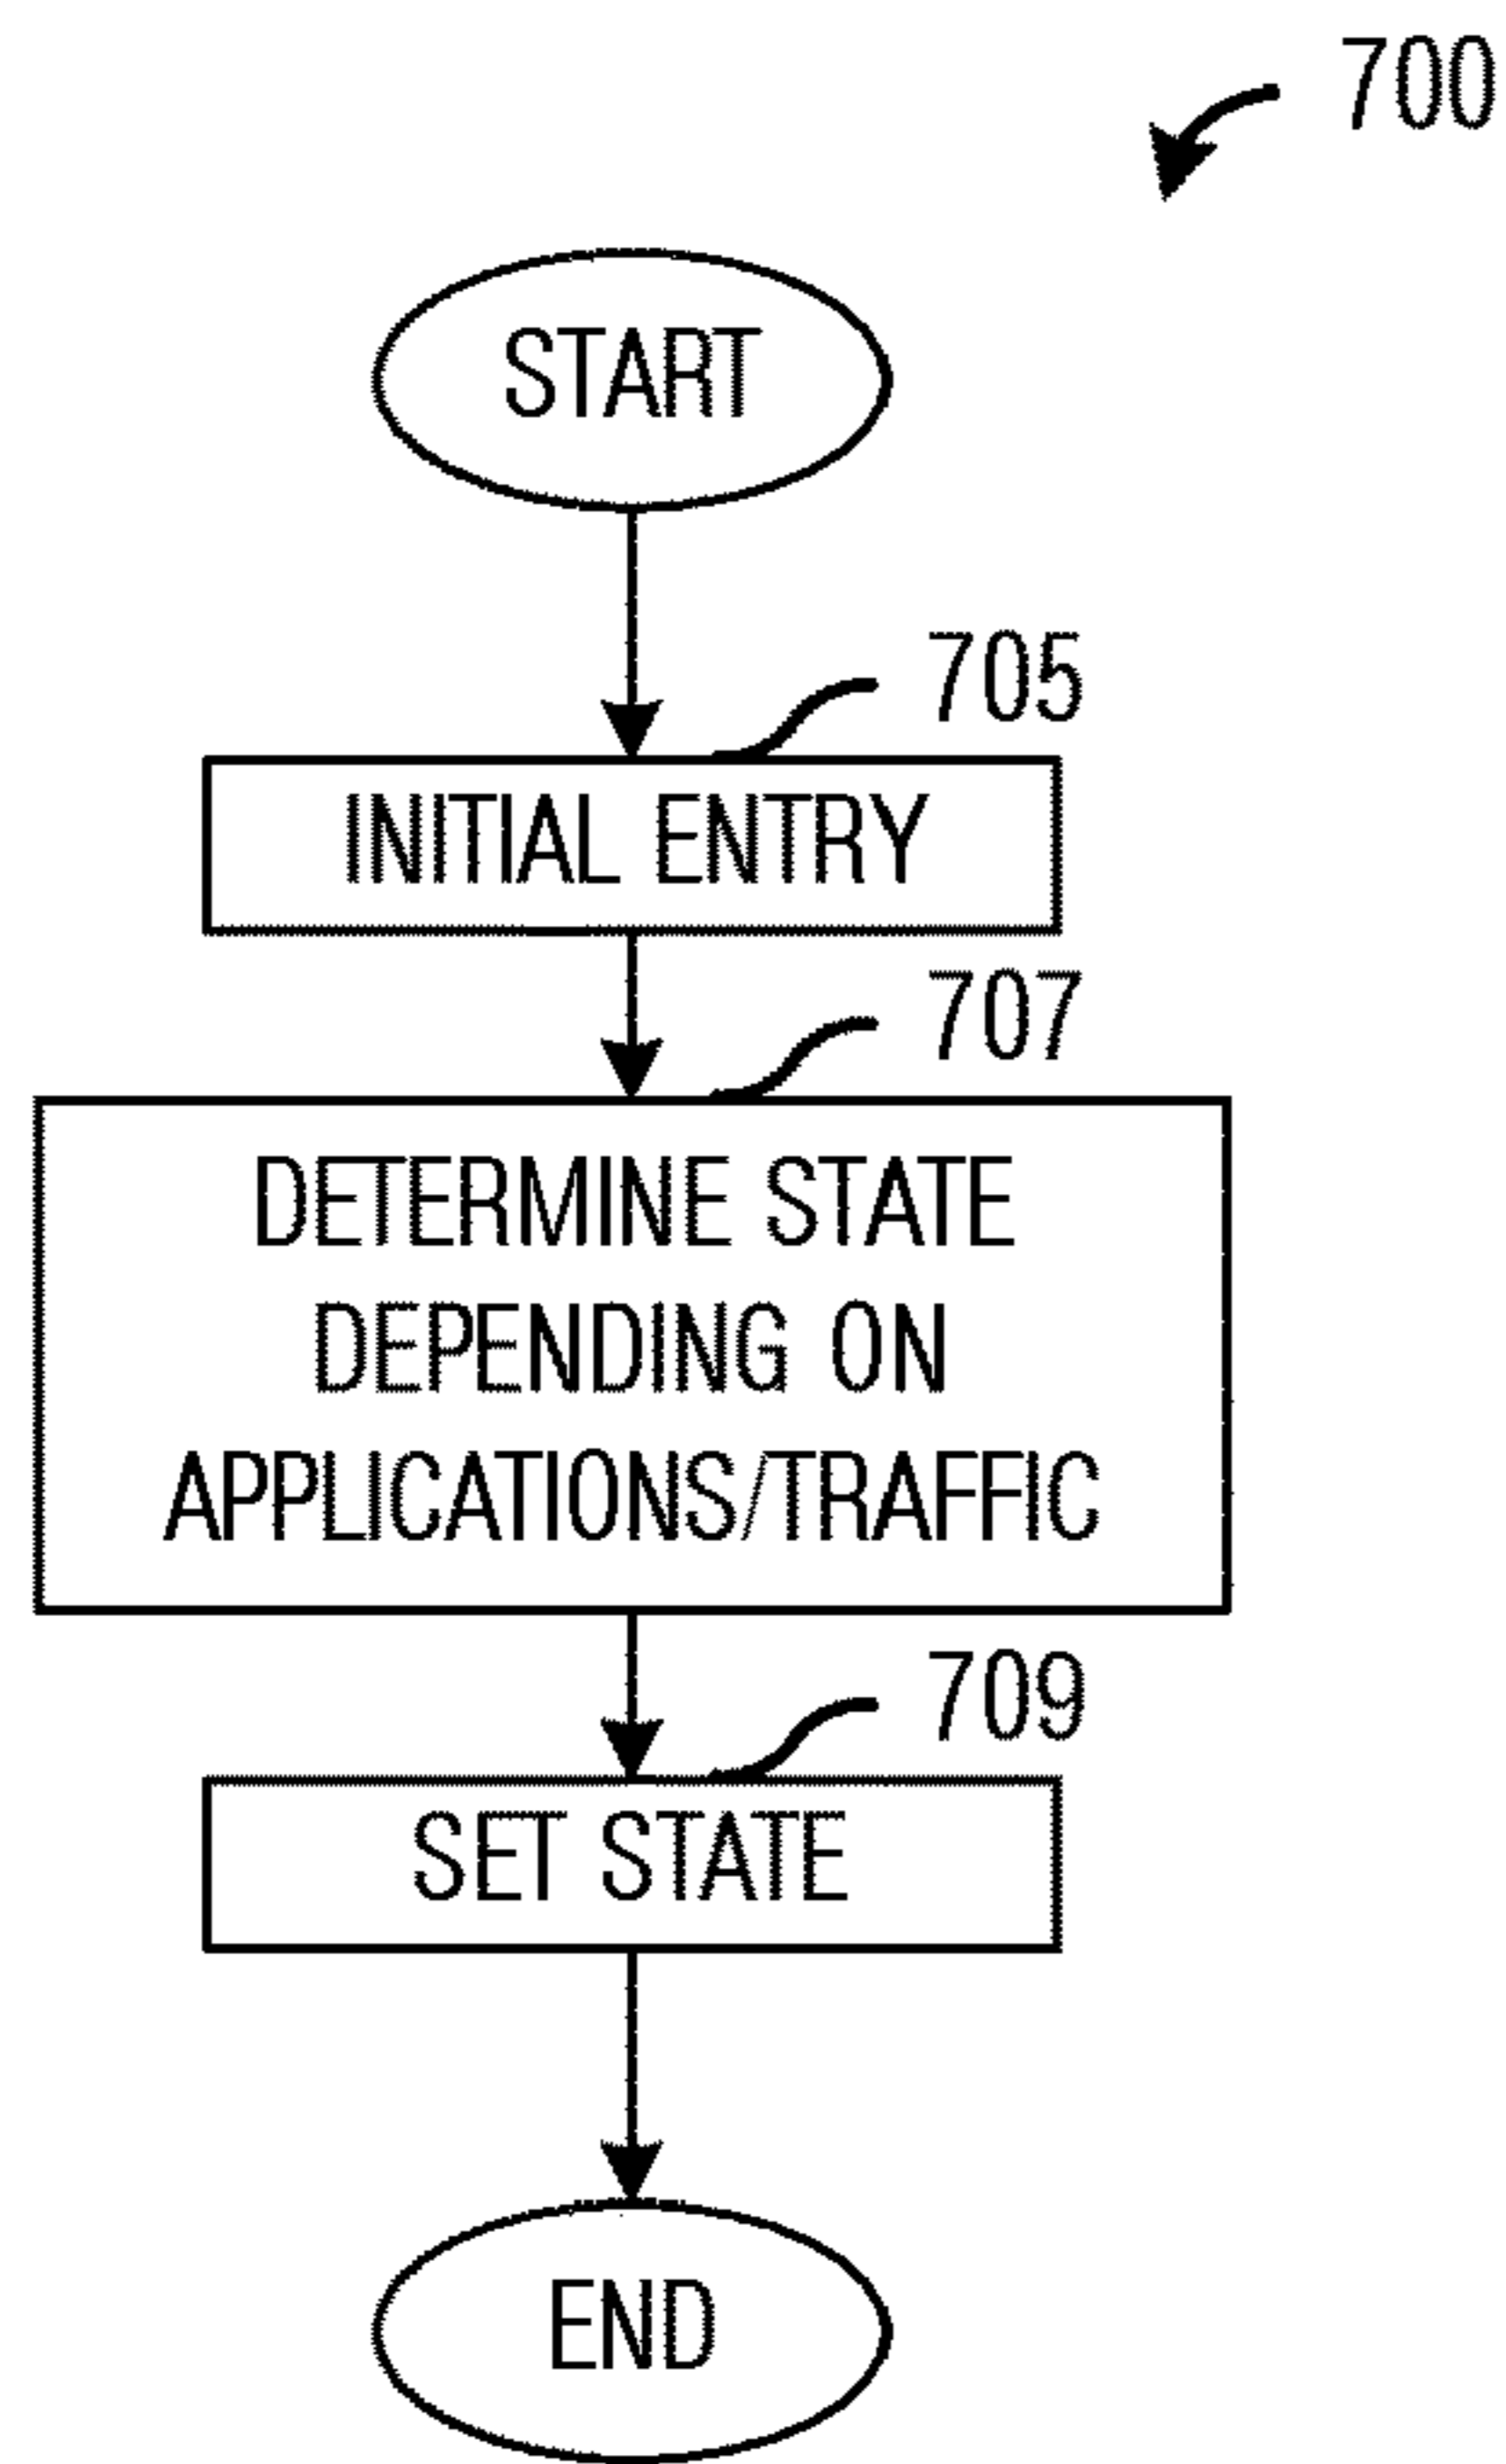 700
START
705
INITIAL ENTRY
707
DETERMINE STATE
DEPENDING ON
APPLICATIONS/TRAFFIC
709
SET STATE
END